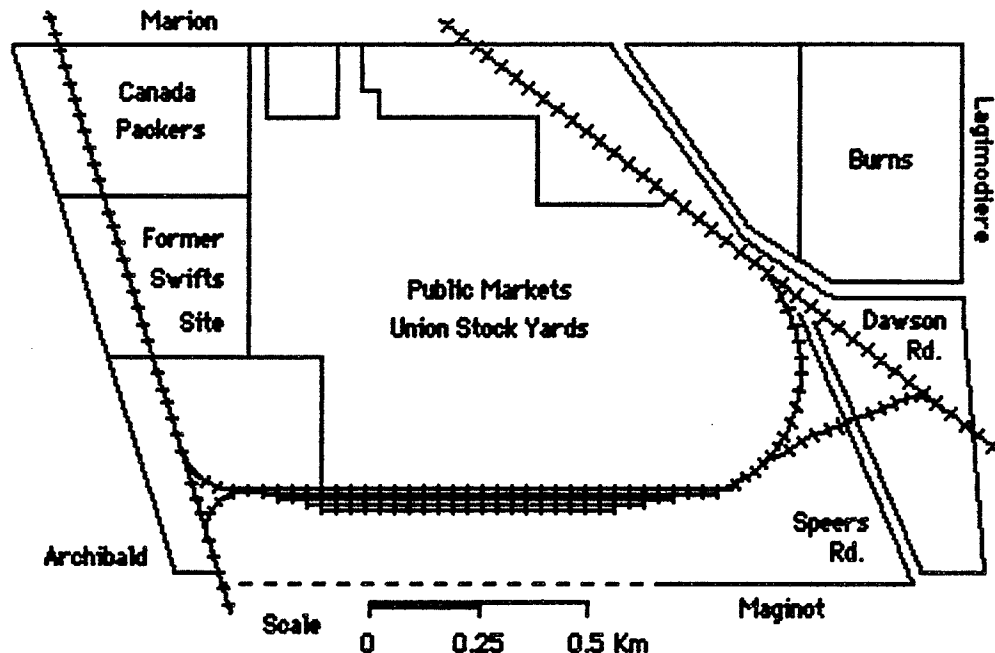 Marion
Canada
Packers
Burns
Lagimodiere
Former
Swifts
Site
Public Markets
Union Stock Yards
Dawson
Rd.
Speers
Rd.
Archibald
Maginot
Scale
0 0.25 0.5 Km